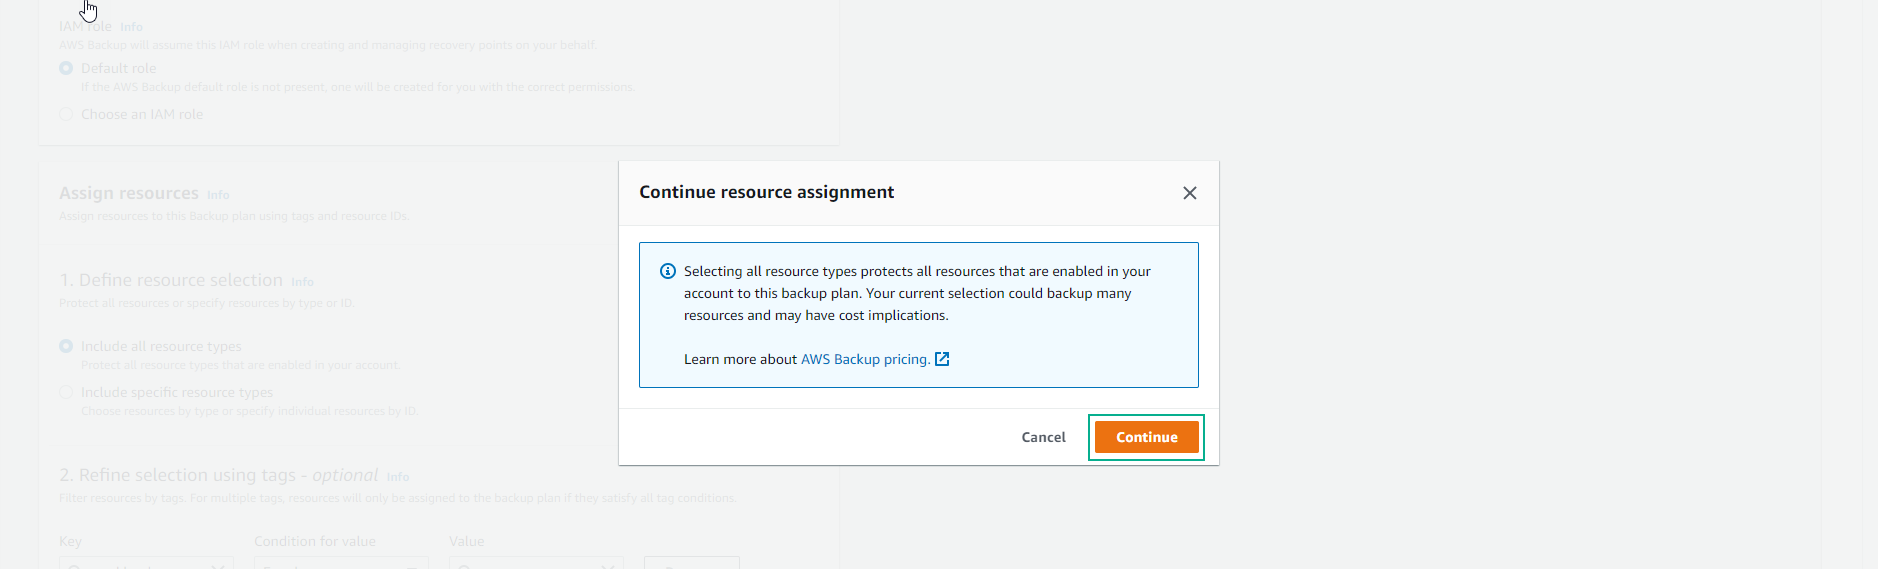 IAM role Info
AWS Backup will assume this IAM role when creating and managing recovery points on your behalf.
Default role
If the AWS Backup default role is not present, one will be created for you with the correct permissions.
Choose an IAM role
Assign resources Info
Assign resources to this Backup plan using tags and resource IDs.
1. Define resource selection Info
Protect all resources or specify resources by type or ID.
Include all resource types
Protect all resource types that are enabled in your account.
Include specific resource types
Choose resources by type or specify individual resources by ID.
2. Refine selection using tags - optional Info
Filter resources by tags. For multiple tags, resources will only be assigned to the backup plan if they satisfy all tag conditions.
Key Condition for value Value
Continue resource assignment
Selecting all resource types protects all resources that are enabled in your
account to this backup plan. Your current selection could backup many
resources and may have cost implications.
Learn more about AWS Backup pricing.
Cancel Continue